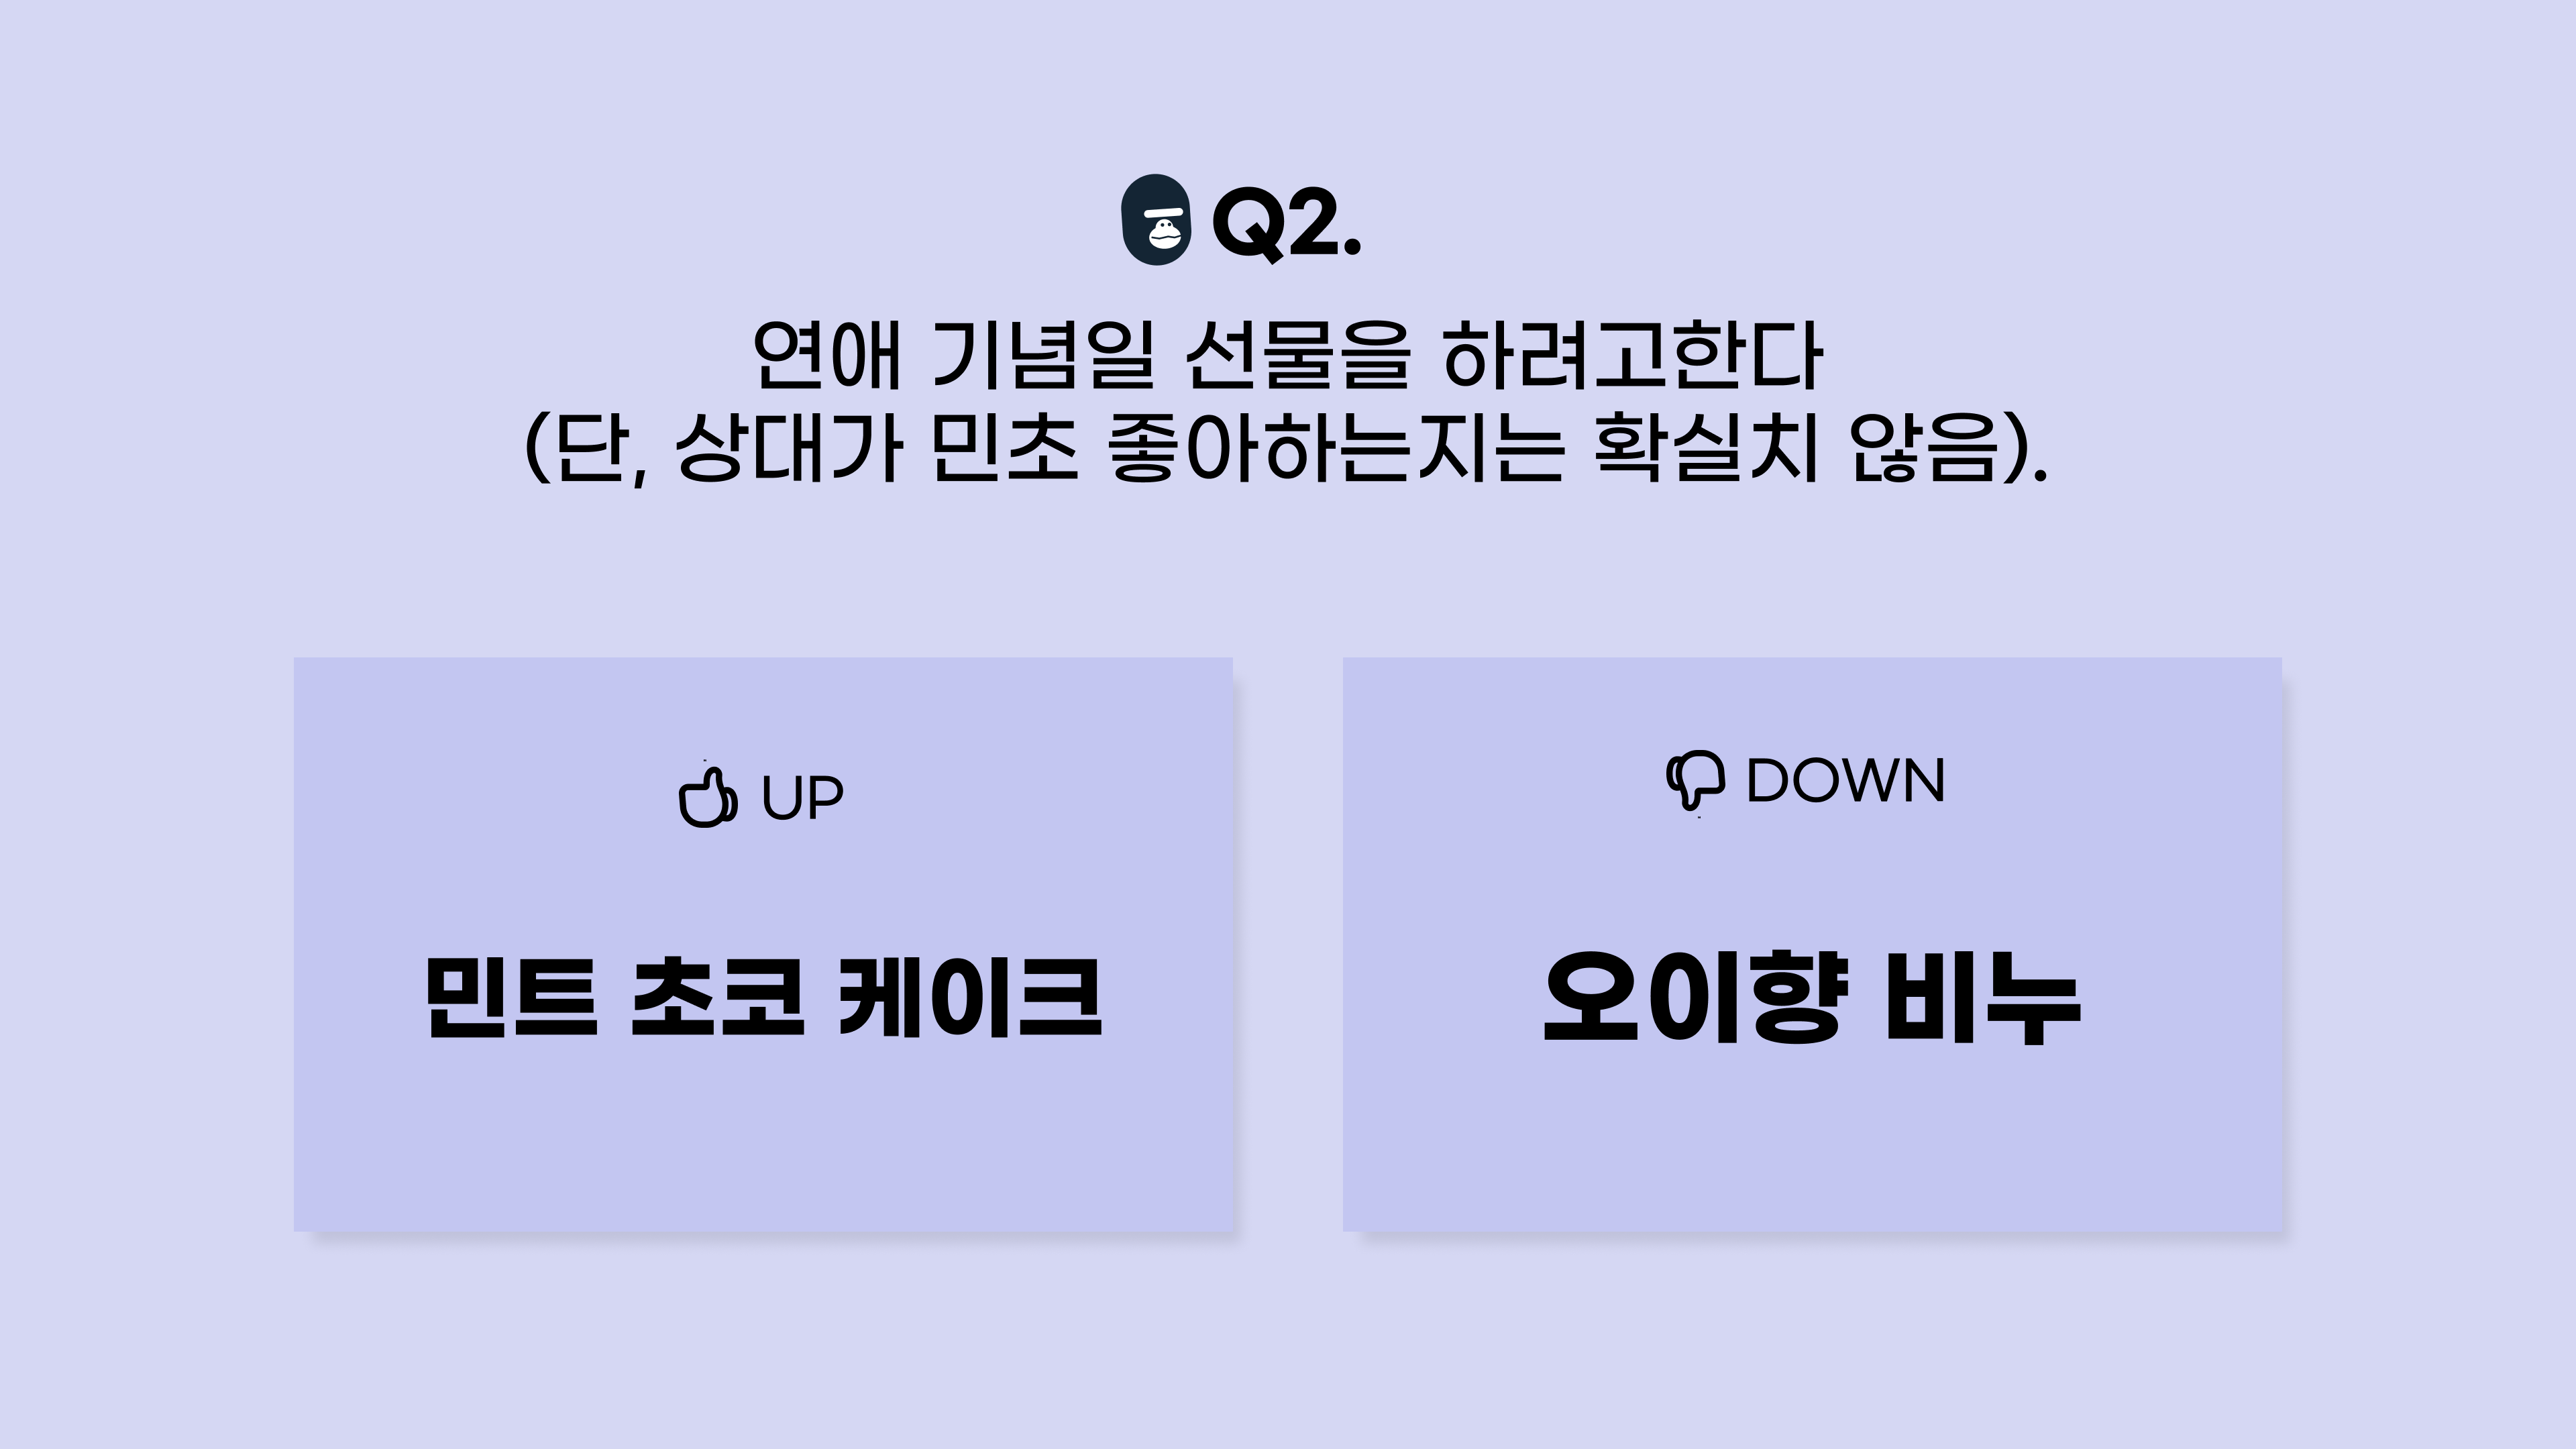 Q2.
연애 기념일 선물을 하려고한다
(단, 상대가 민초 좋아하는지는 확실치 않음).
UP
민트 초코 케이크
DOWN
오이향 비누